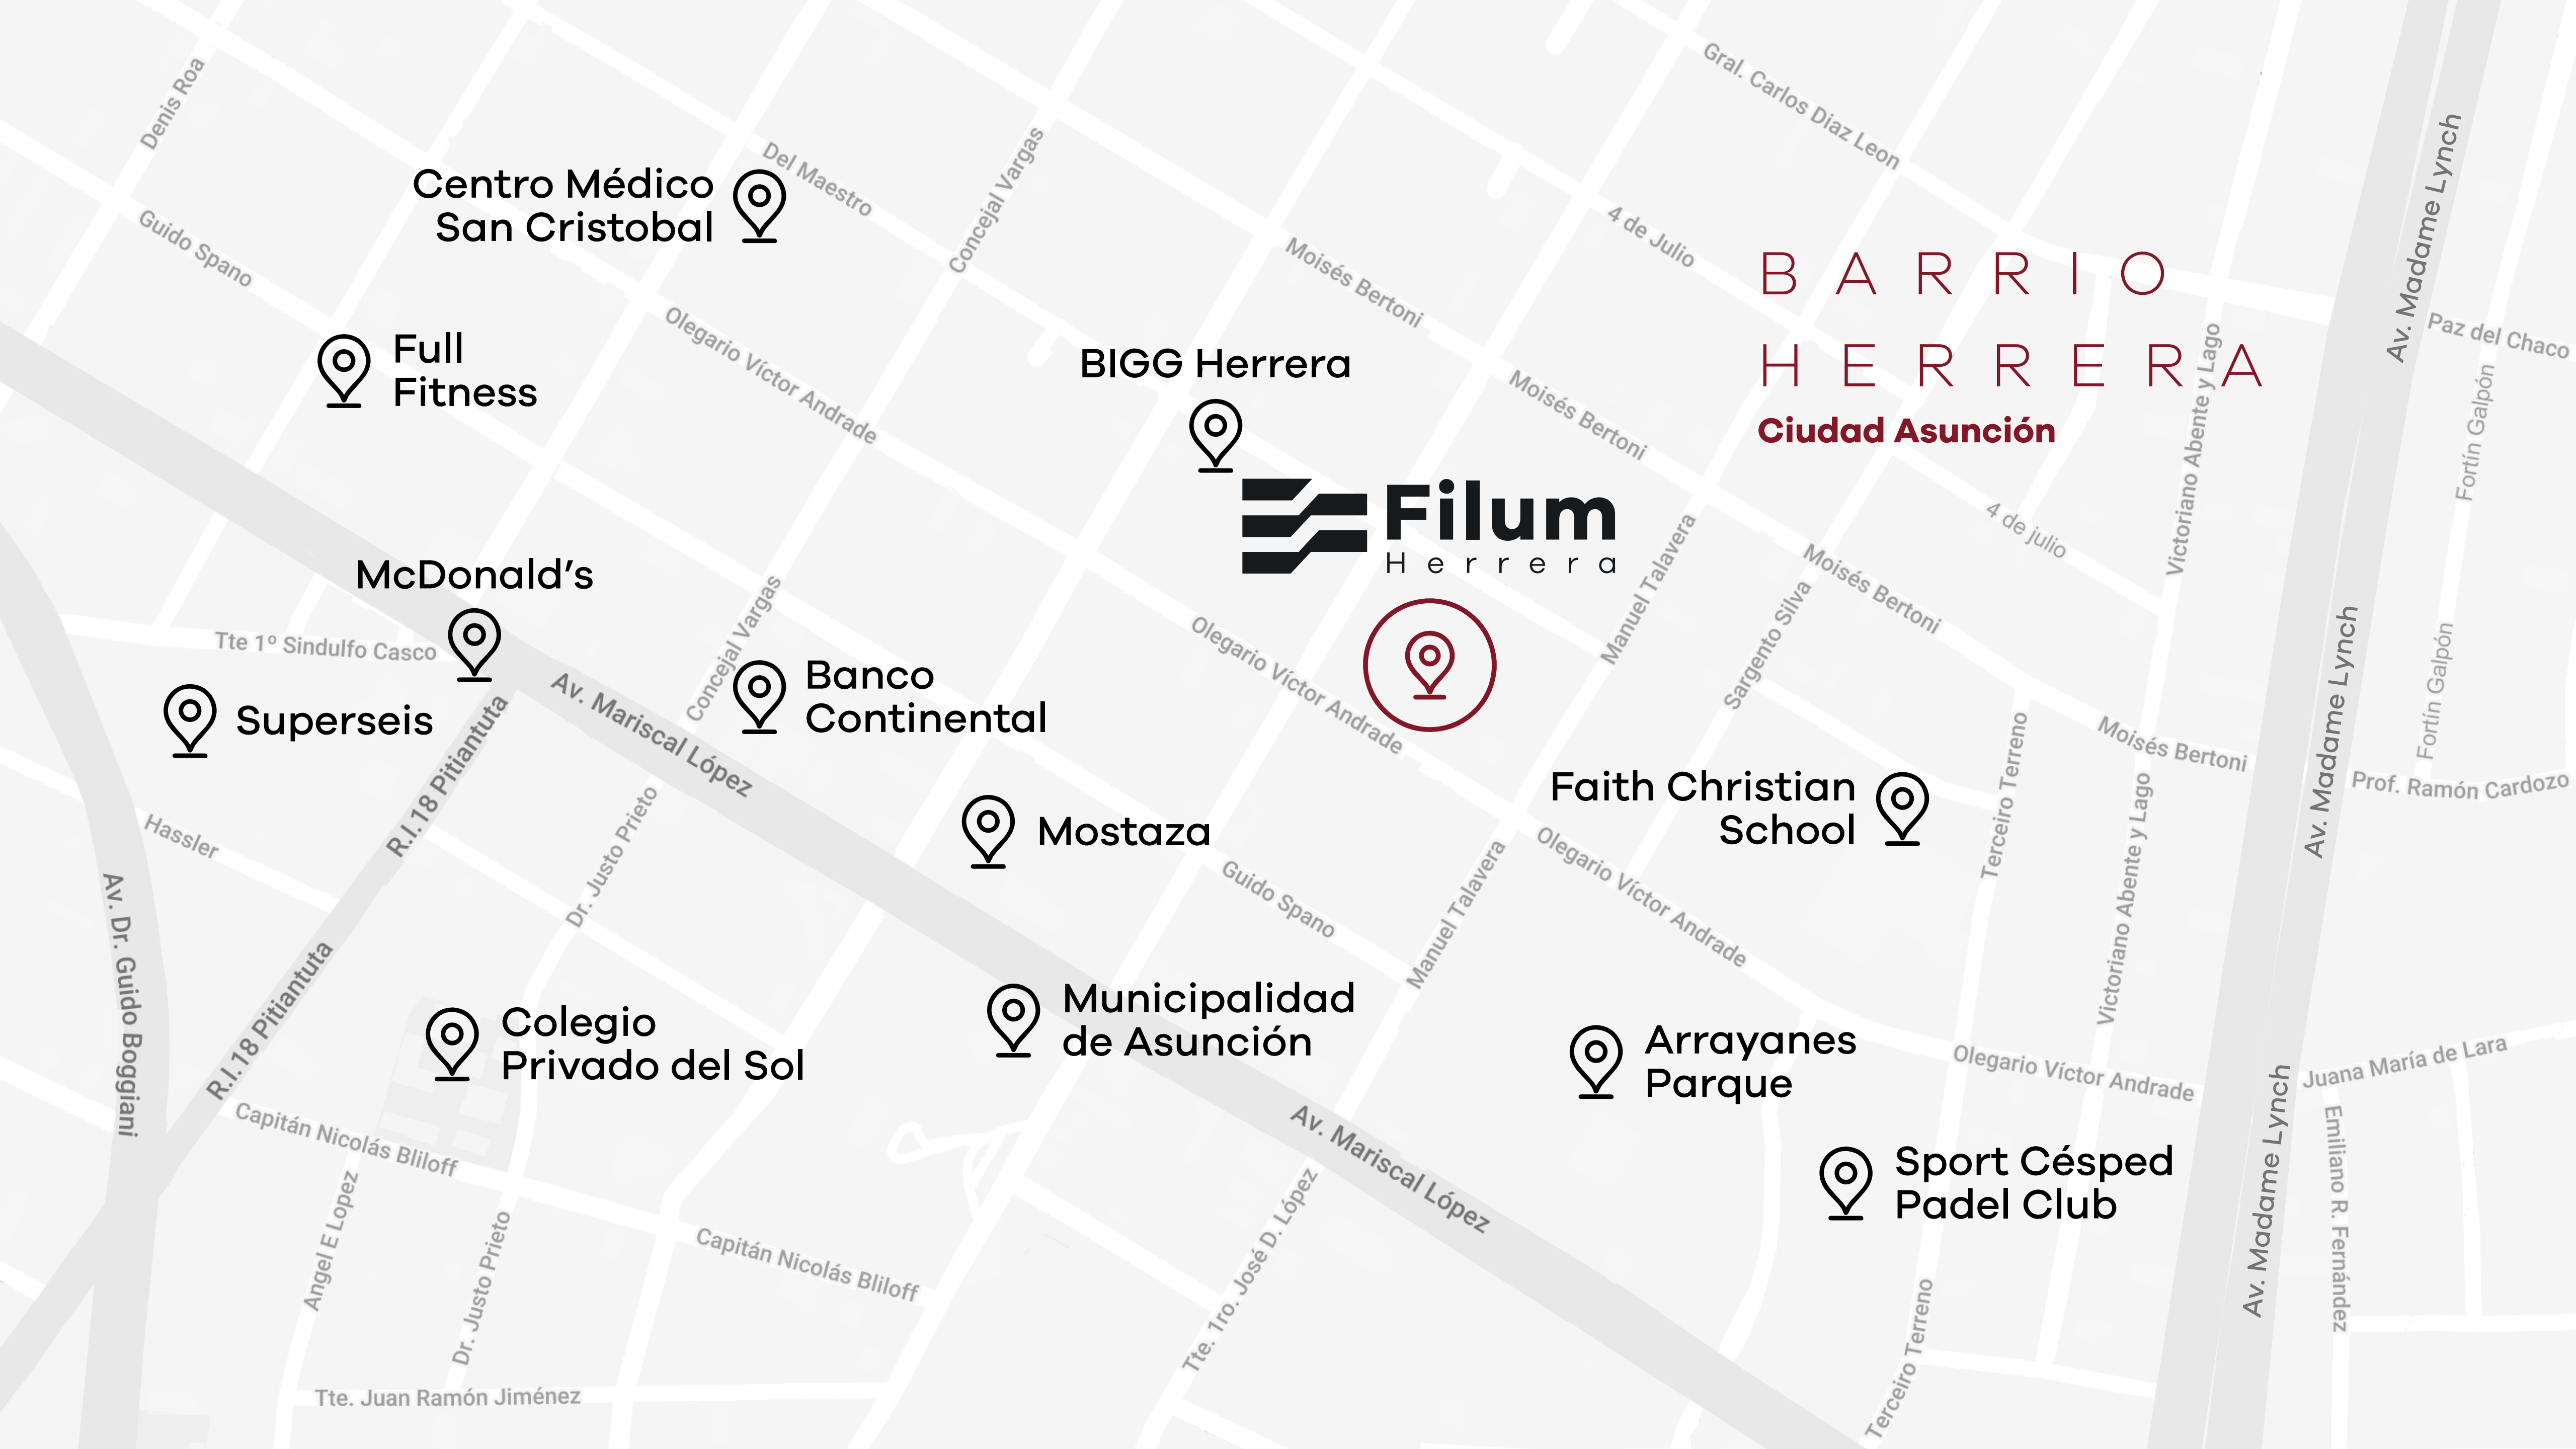 Denis Roa
Gral. Carlos Diaz Leon
Av. Madame Lynch
Centro Médico
San Cristobal
Del Maestro
Concejal Vargas
Guido Spano
4 de Julio
Moisés Bertoni
BARRIO
HERRERA
Ciudad Asunción
Victoriano Abente y Lago
Paz del Chaco
Full
Fitness
Olegario Víctor Andrade
BIGG Herrera
Moisés Bertoni
Fortín Galpón
Filum
Herrera
4 de julio
McDonald's
Tte 1º Sindulfo Casco
Concejal Vargas
Manuel Talavera
Sargento Silva
Moisés Bertoni
Olegario Víctor Andrade
Av. Madame Lynch
Fortín Galpón
Superseis
Av. Mariscal López
Banco
Continental
R.I.18 Pitiantuta
Terceiro Terreno
Moisés Bertoni
Prof. Ramón Cardozo
Hassler
Dr. Justo Prieto
Mostaza
Faith Christian
School
Victoriano Abente y Lago
Guido Spano
Manuel Talavera
Olegario Víctor Andrade
Av. Dr. Guido Boggiani
R.I.18 Pitiantuta
Colegio
Privado del Sol
Municipalidad
de Asunción
Arrayanes
Parque
Olegario Víctor Andrade
Juana María de Lara
Av. Madame Lynch
Capitán Nicolás Bliloff
Av. Mariscal López
Sport Césped
Padel Club
Emiliano R. Fernández
Angel E Lopez
Dr. Justo Prieto
Capitán Nicolás Bliloff
Tte. 1ro. José D. López
Terceiro Terreno
Tte. Juan Ramón Jiménez